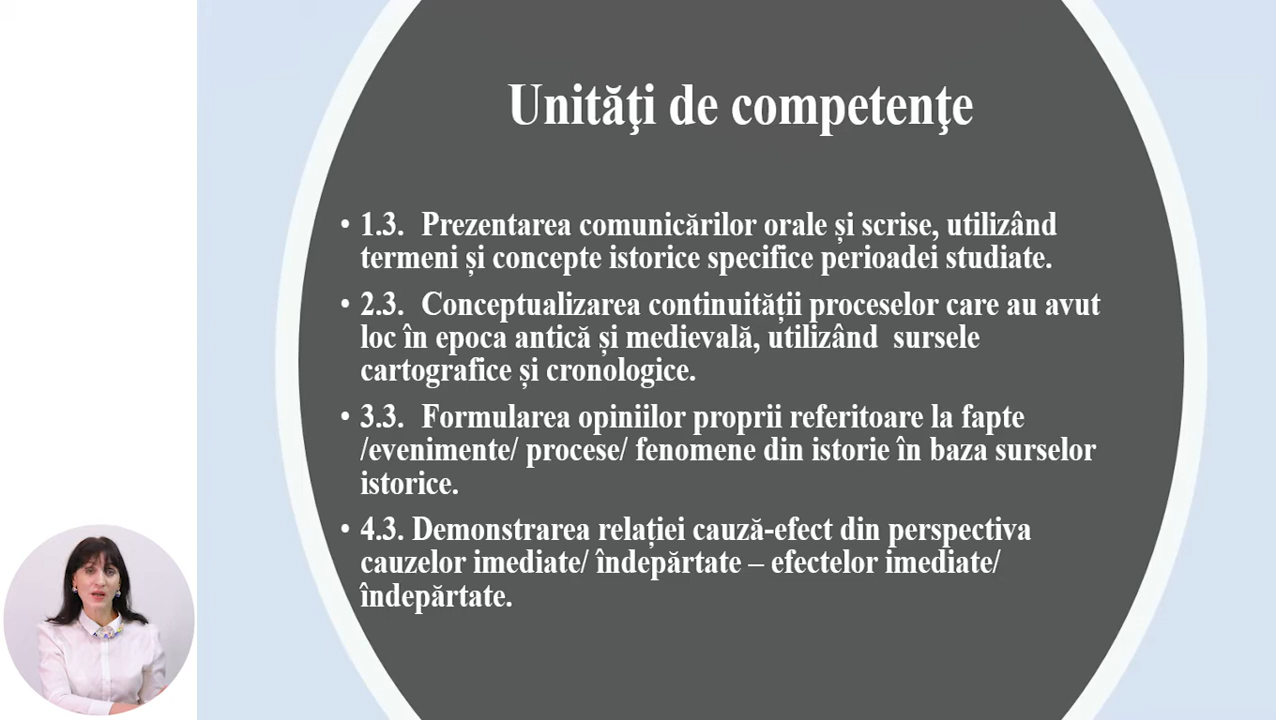 Unităţi de competenţe
• 1.3. Prezentarea comunicărilor orale și scrise, utilizând
termeni și concepte istorice specifice perioadei studiate.
• 2.3. Conceptualizarea continuității proceselor care au avut
loc în epoca antică și medievală, utilizând sursele
cartografice și cronologice.
• 3.3. Formularea opiniilor proprii referitoare la fapte
/evenimente/ procese/ fenomene din istorie în baza surselor
istorice.
• 4.3. Demonstrarea relației cauză-efect din perspectiva
cauzelor imediate/ îndepărtate – efectelor imediate/
îndepărtate.